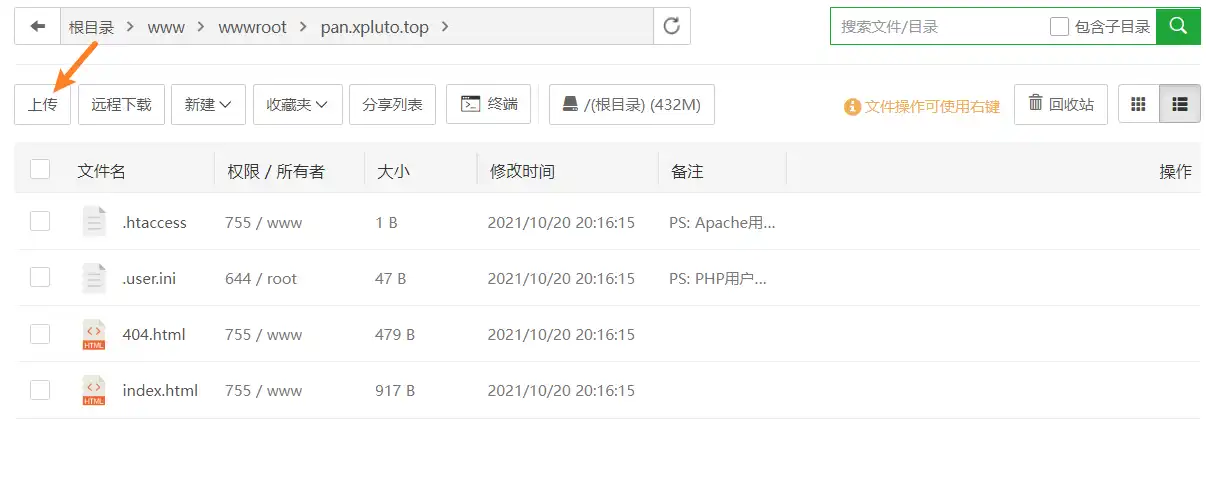 根目录 > www > wwwroot > pan.xpluto.top > 搜索文件/目录 包含子目录
上传 远程下载 新建 收藏夹 分享列表 终端 /(根目录) (432M) 文件操作可使用右键 回收站
文件名 权限 / 所有者 大小 修改时间 备注 操作
.htaccess 755 / www 1 B 2021/10/20 20:16:15 PS: Apache用...
.user.ini 644 / root 47 B 2021/10/20 20:16:15 PS: PHP用户...
404.html 755 / www 479 B 2021/10/20 20:16:15
index.html 755 / www 917 B 2021/10/20 20:16:15